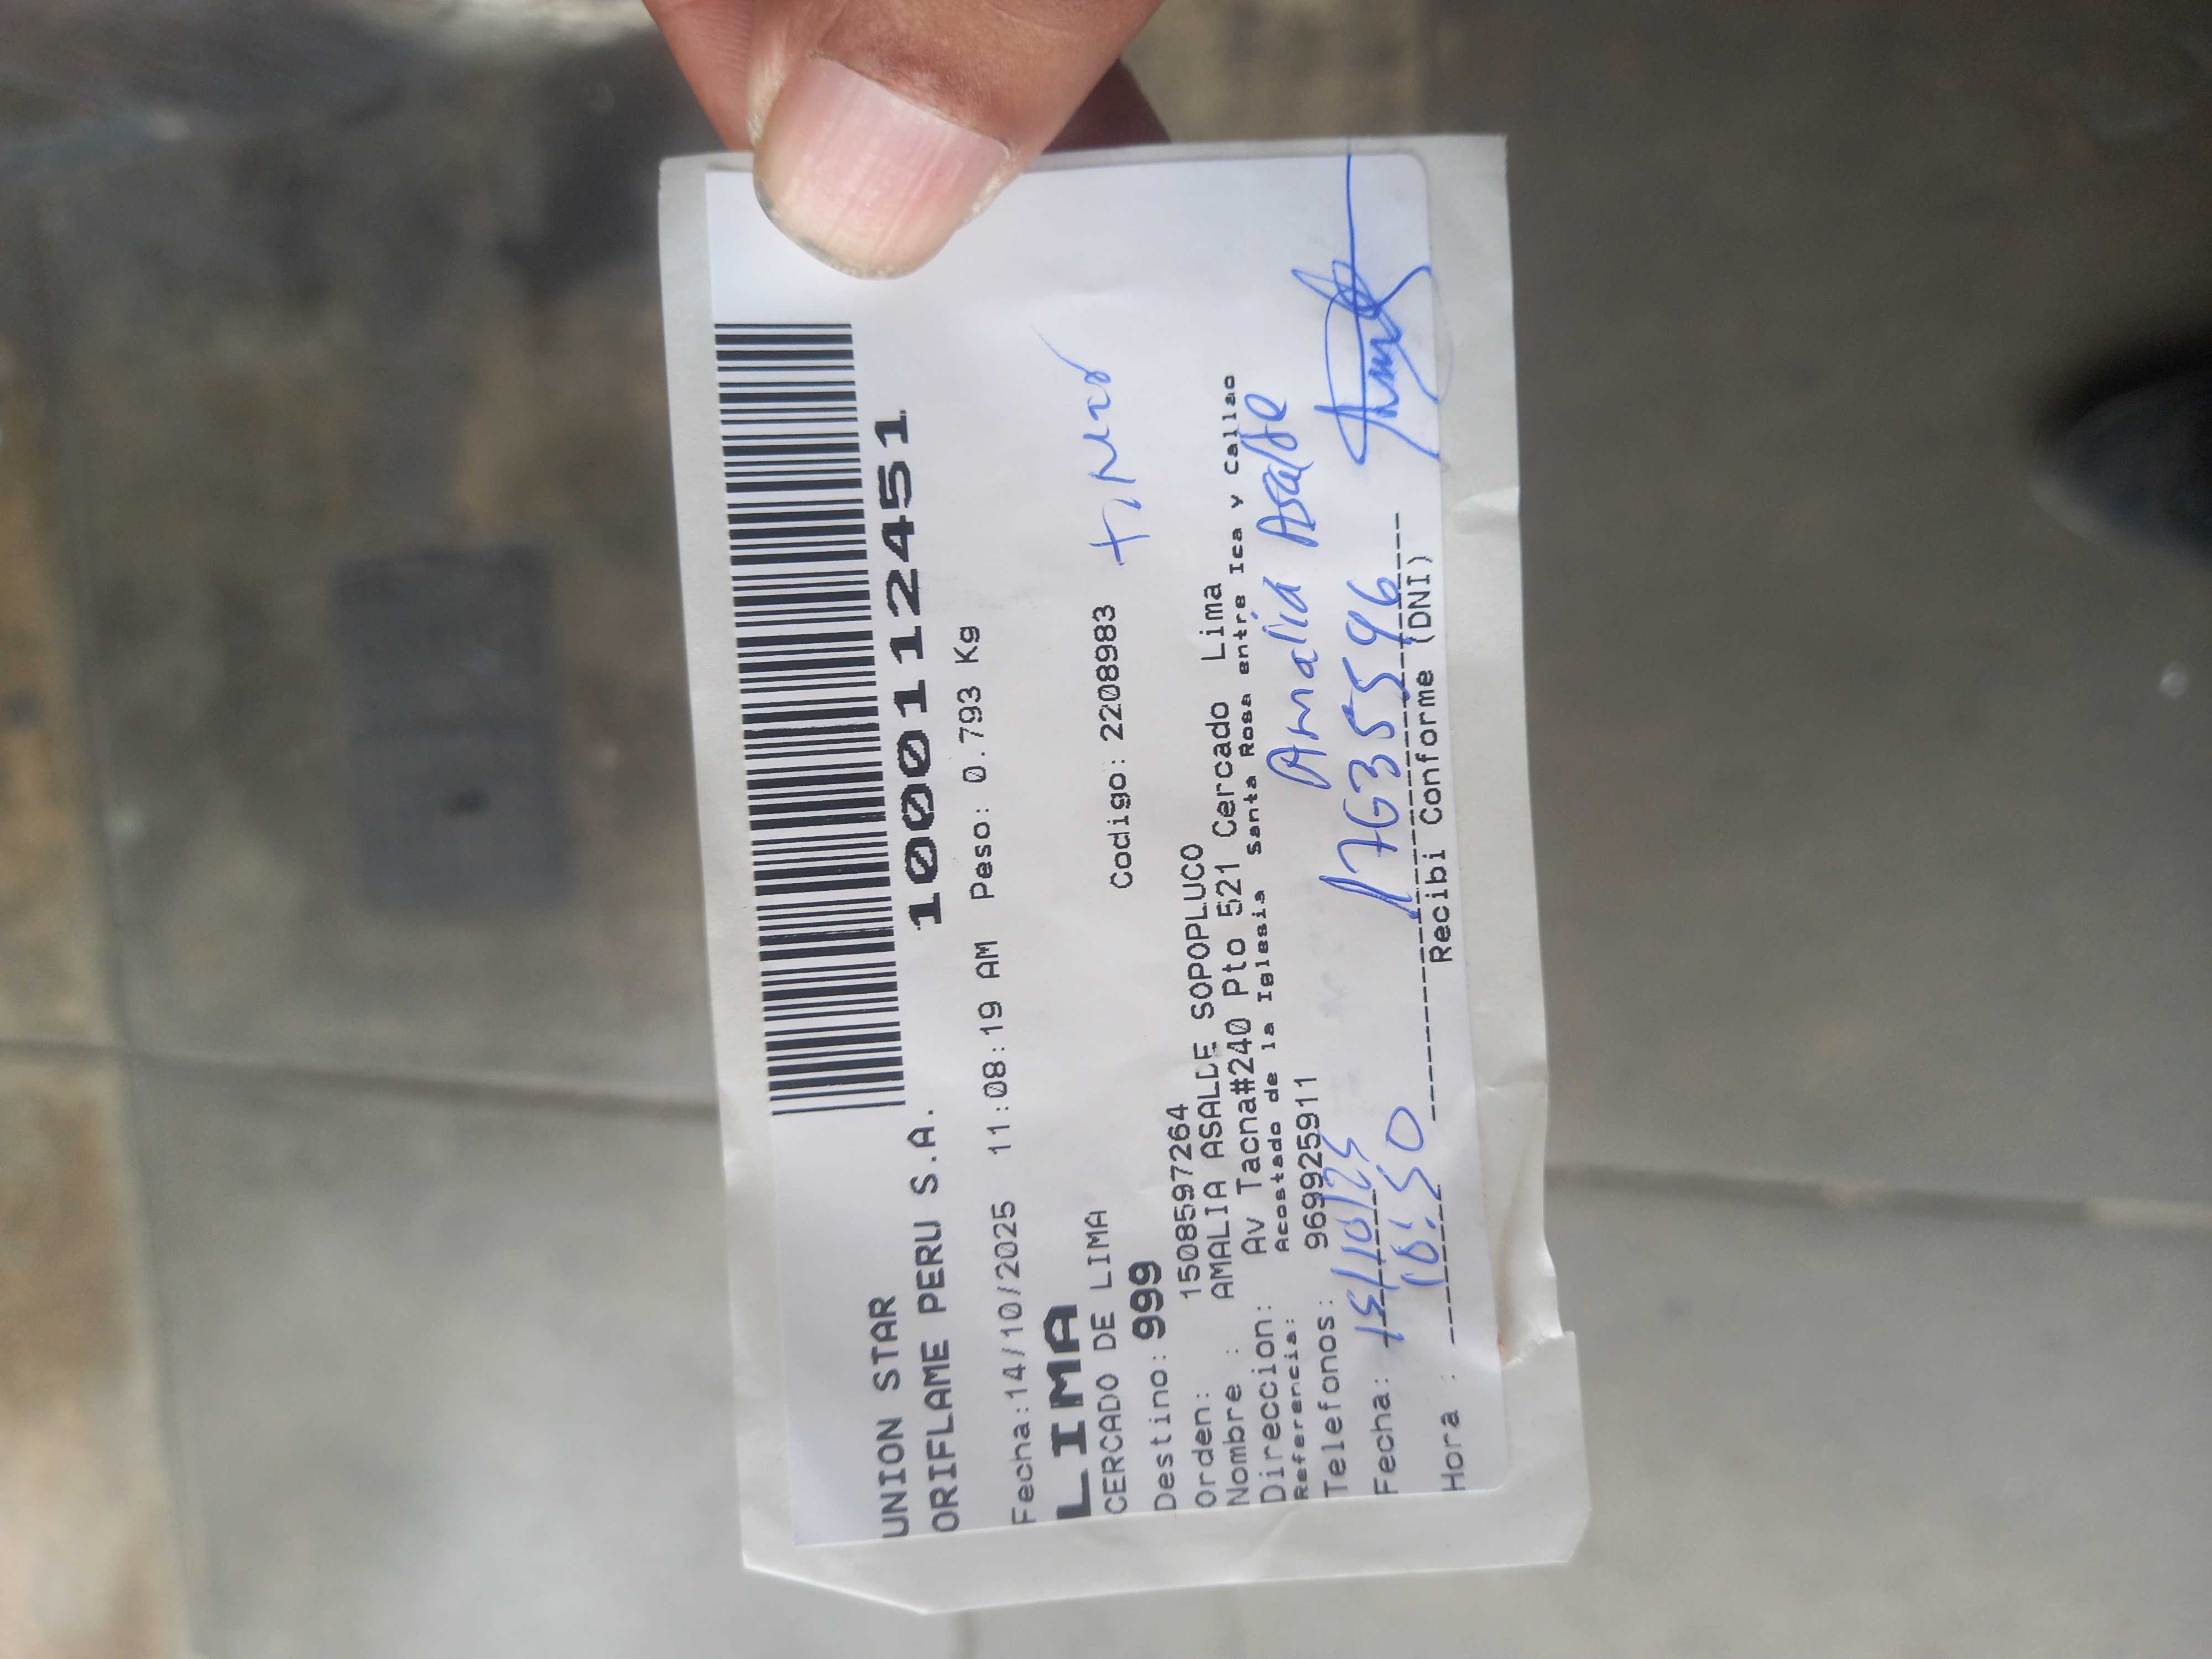 UNION STAR
ORIFLAME PERU S.A. 1000112451
Fecha:14/10/2025 11:08:19 AM Peso: 0.793 Kg
LIMA
CERCADO DE LIMA
Destino: 999 Codigo: 2208983
Orden: 1508597264
Nombre : AMALIA ASALDE SOPOPLUCO
Direccion: Av Tacna#240 Pto 521 Cercado Lima
Referencia: Acostado de la Iglesia Santa Rosa entre Ica y Callao
Telefonos: 969925911 Amalia Asalde
Fecha: 15/10/25 17635596
Hora : 10:50 Recibi Conforme (DNI)